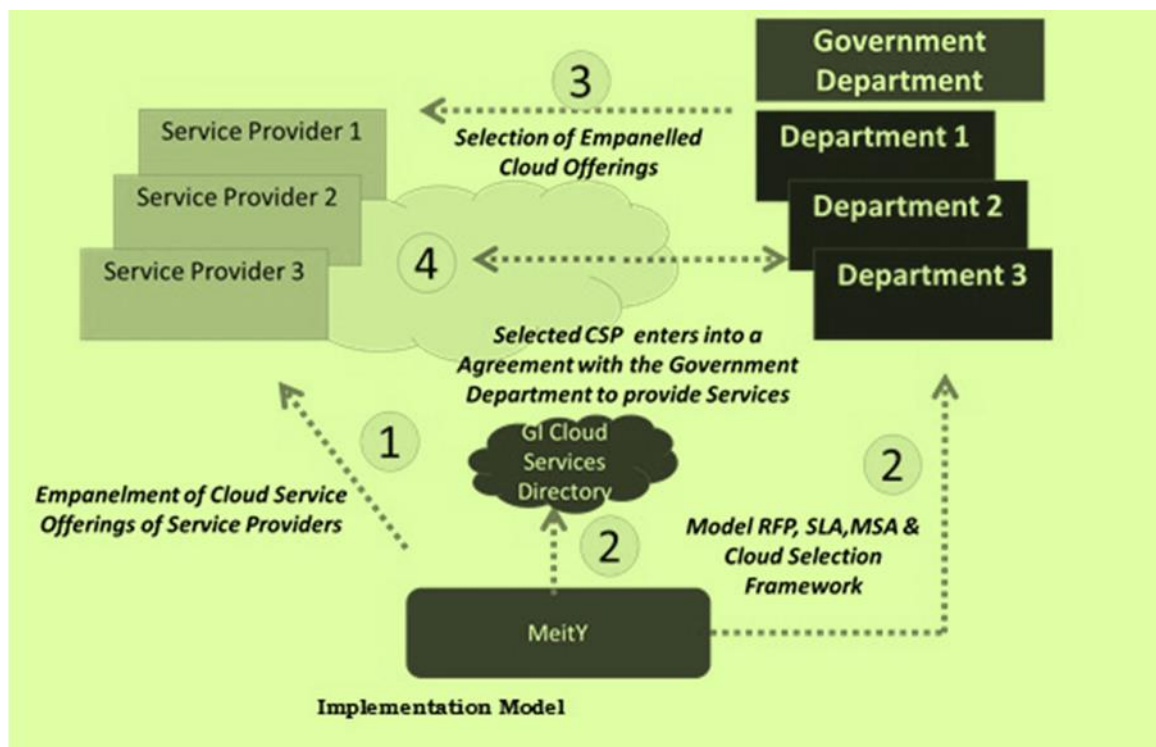 Government
Department
3
Service Provider 1
Selection of Empanelled
Cloud Offerings
Department 1
Service Provider 2
Department 2
Service Provider 3
4
Department 3
Selected CSP enters into a
Agreement with the Government
Department to provide Services
1
GI Cloud
Services
Directory
2
Empanelment of Cloud Service
Offerings of Service Providers
2
Model RFP, SLA,MSA &
Cloud Selection
Framework
MeitY
Implementation Model